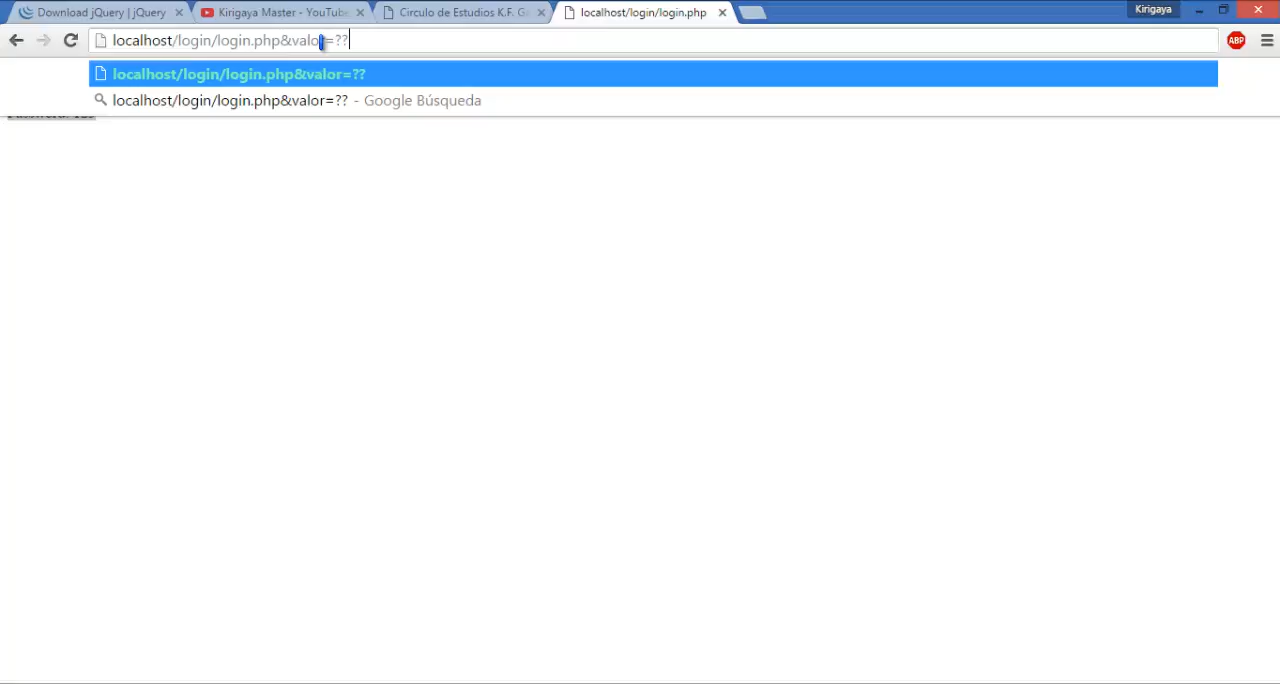 Download jQuery | jQuery
Kirigaya Master - YouTube
Circulo de Estudios K.F. G
localhost/login/login.php
Kirigaya
localhost/login/login.php&valor=??
ABP
localhost/login/login.php&valor=??
localhost/login/login.php&valor=?? - Google Búsqueda